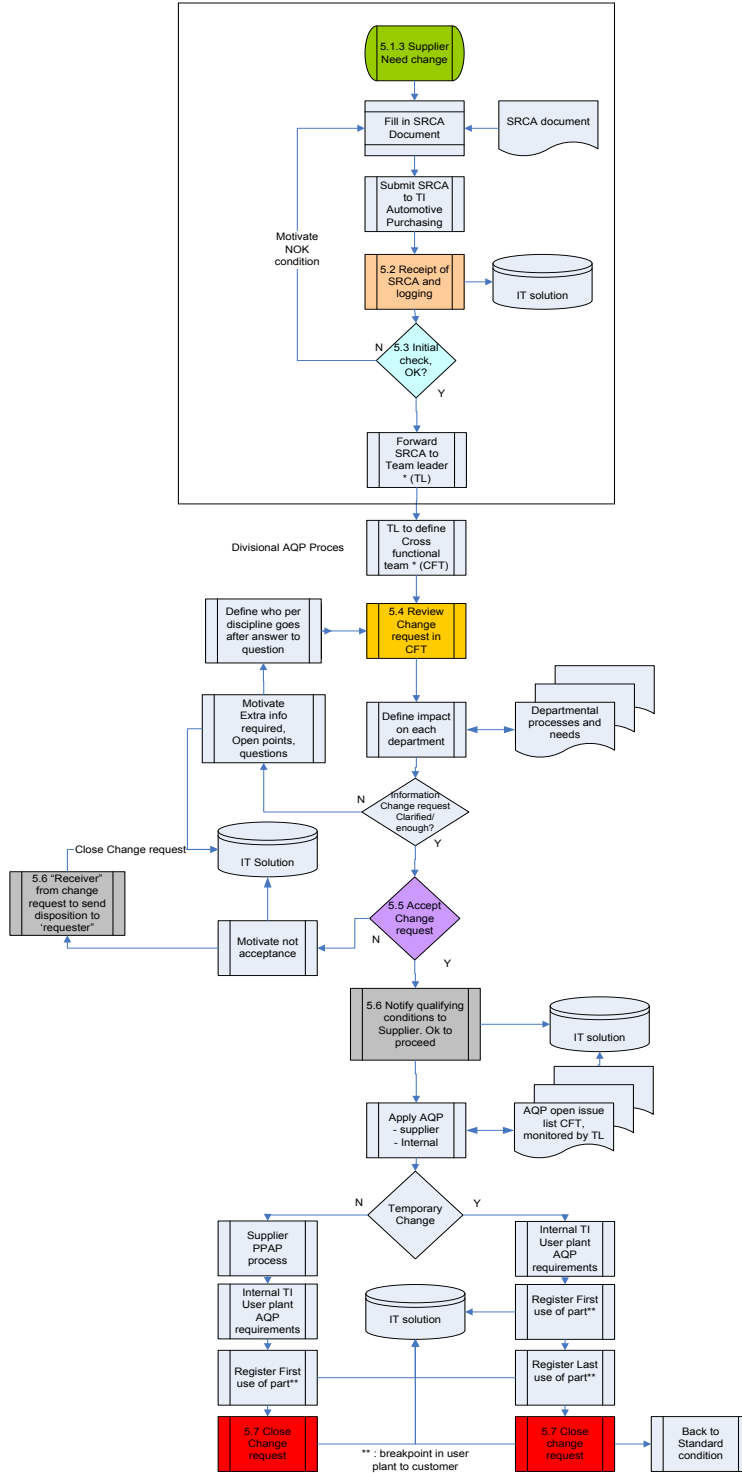 5.1.3 Supplier
Need change
Fill in SRCA
Document
SRCA document
Submit SRCA
to TI
Automotive
Purchasing
Motivate
NOK
condition
5.2 Receipt of
SRCA and
logging
IT solution
N
5.3 Initial
check,
OK?
Y
Forward
SRCA to
Team leader
* (TL)
Divisional AQP Proces
TL to define
Cross
functional
team * (CFT)
Define who per
discipline goes
after answer to
question
5.4 Review
Change
request in
CFT
Motivate
Extra info
required,
Open points,
questions
Define impact
on each
department
Departmental
processes and
needs
N
Information
Change request
Clarified/
enough?
Y
Close Change request
IT Solution
5.6 “Receiver”
from change
request to send
disposition to
‘requester”
5.5 Accept
Change
request
N
Motivate not
acceptance
Y
5.6 Notify qualifying
conditions to
Supplier. Ok to
proceed
IT solution
Apply AQP
- supplier
- Internal
AQP open issue
list CFT,
monitored by TL
N
Temporary
Change
Y
Supplier
PPAP
process
Internal TI
User plant
AQP
requirements
Internal TI
User plant
AQP
requirements
IT solution
Register First
use of part**
Register First
use of part**
Register Last
use of part**
5.7 Close
Change
request
** : breakpoint in user
plant to customer
5.7 Close
change
request
Back to
Standard
condition